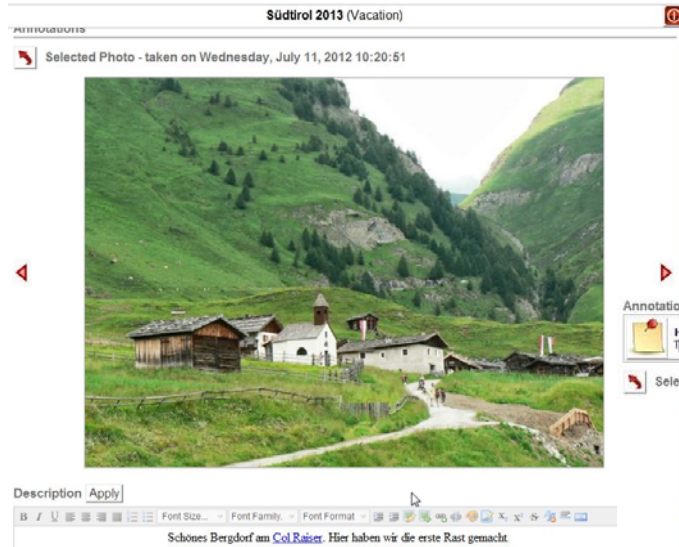 Südtirol 2013 (Vacation)
Annotations
Selected Photo - taken on Wednesday, July 11, 2012 10:20:51
Annotatio
H
T
Sele
Description Apply
B I U Font Size... Font Family. Font Format
Schönes Bergdorf am Col Raiser. Hier haben wir die erste Rast gemacht.